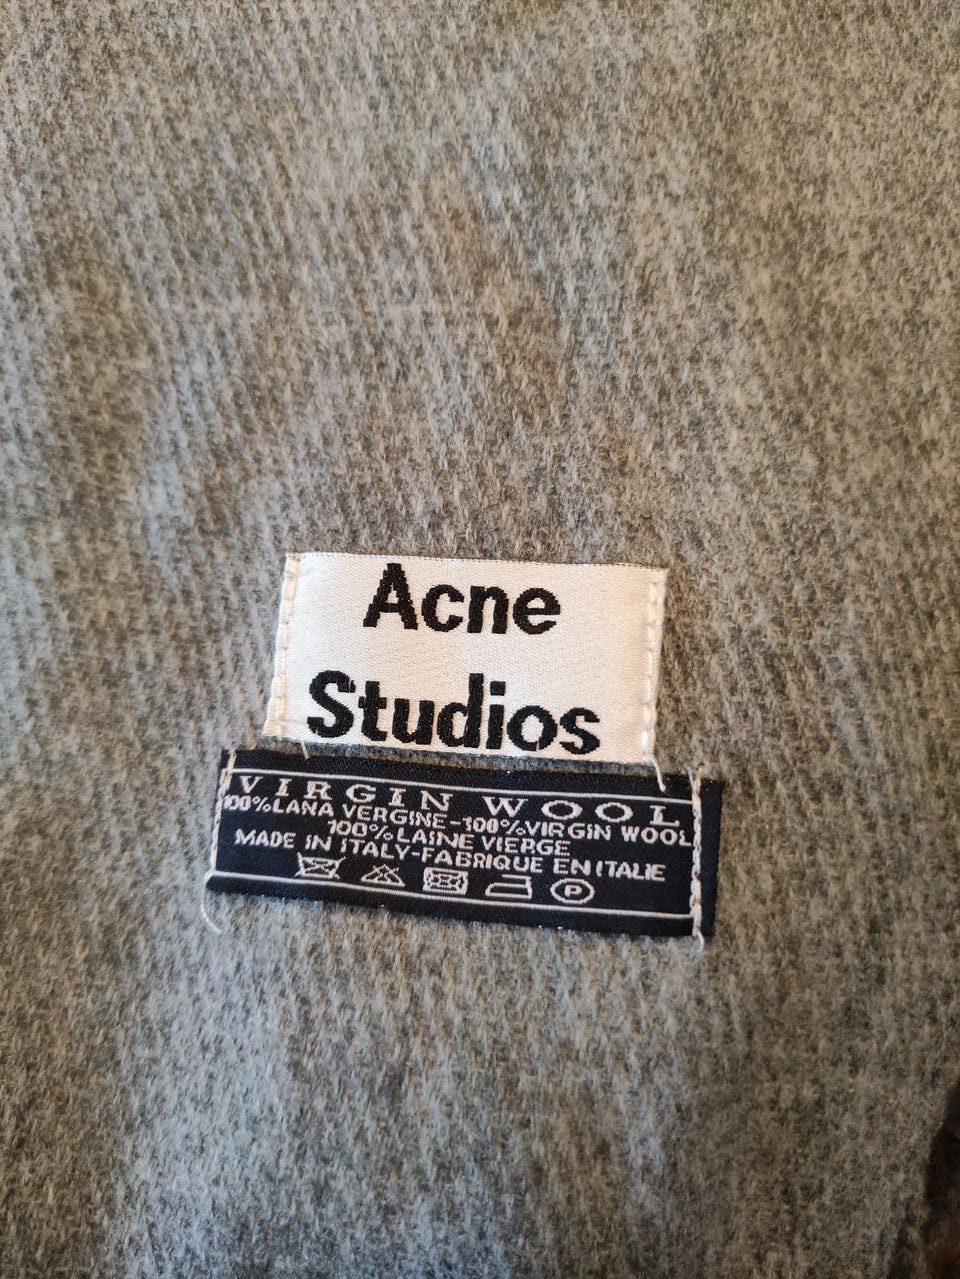 Acne
Studios
VIRGIN WOOL
100%LANA VERGINE-100%VIRGIN WOOL
100%LAINE VIERGE
MADE IN ITALY-FABRIQUE EN ITALIE
P